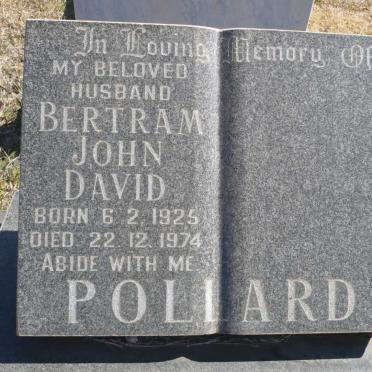 In Loving Memory Of
MY BELOVED
HUSBAND
BERTRAM
JOHN
DAVID
BORN 6.2.1925
DIED 22.12.1974
ABIDE WITH ME
POLLARD